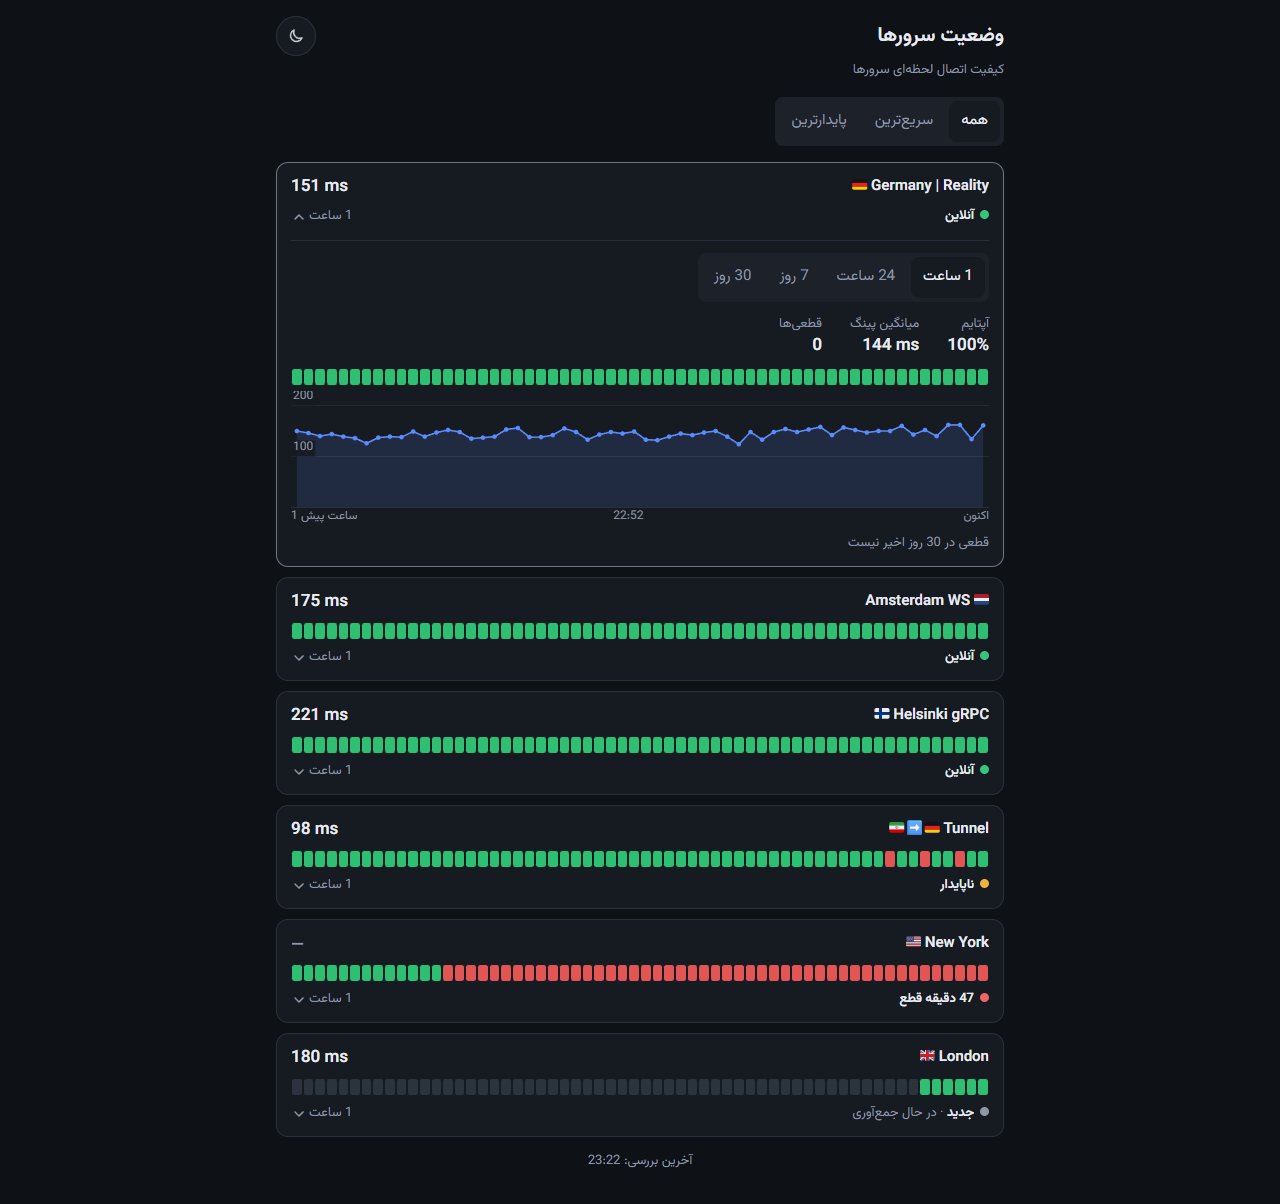 وضعیت سرورها
کیفیت اتصال لحظه‌ای سرورها
همه سریع‌ترین پایدارترین
Germany | Reality 151 ms
آنلاین 1 ساعت
1 ساعت 24 ساعت 7 روز 30 روز
آپتایم میانگین پینگ قطعی‌ها
100% 144 ms 0
200
100
اکنون 22:52 ساعت پیش 1
قطعی در 30 روز اخیر نیست
Amsterdam WS 175 ms
آنلاین 1 ساعت
Helsinki gRPC 221 ms
آنلاین 1 ساعت
Tunnel 98 ms
ناپایدار 1 ساعت
New York —
47 دقیقه قطع 1 ساعت
London 180 ms
جدید · در حال جمع‌آوری 1 ساعت
آخرین بررسی: 23:22